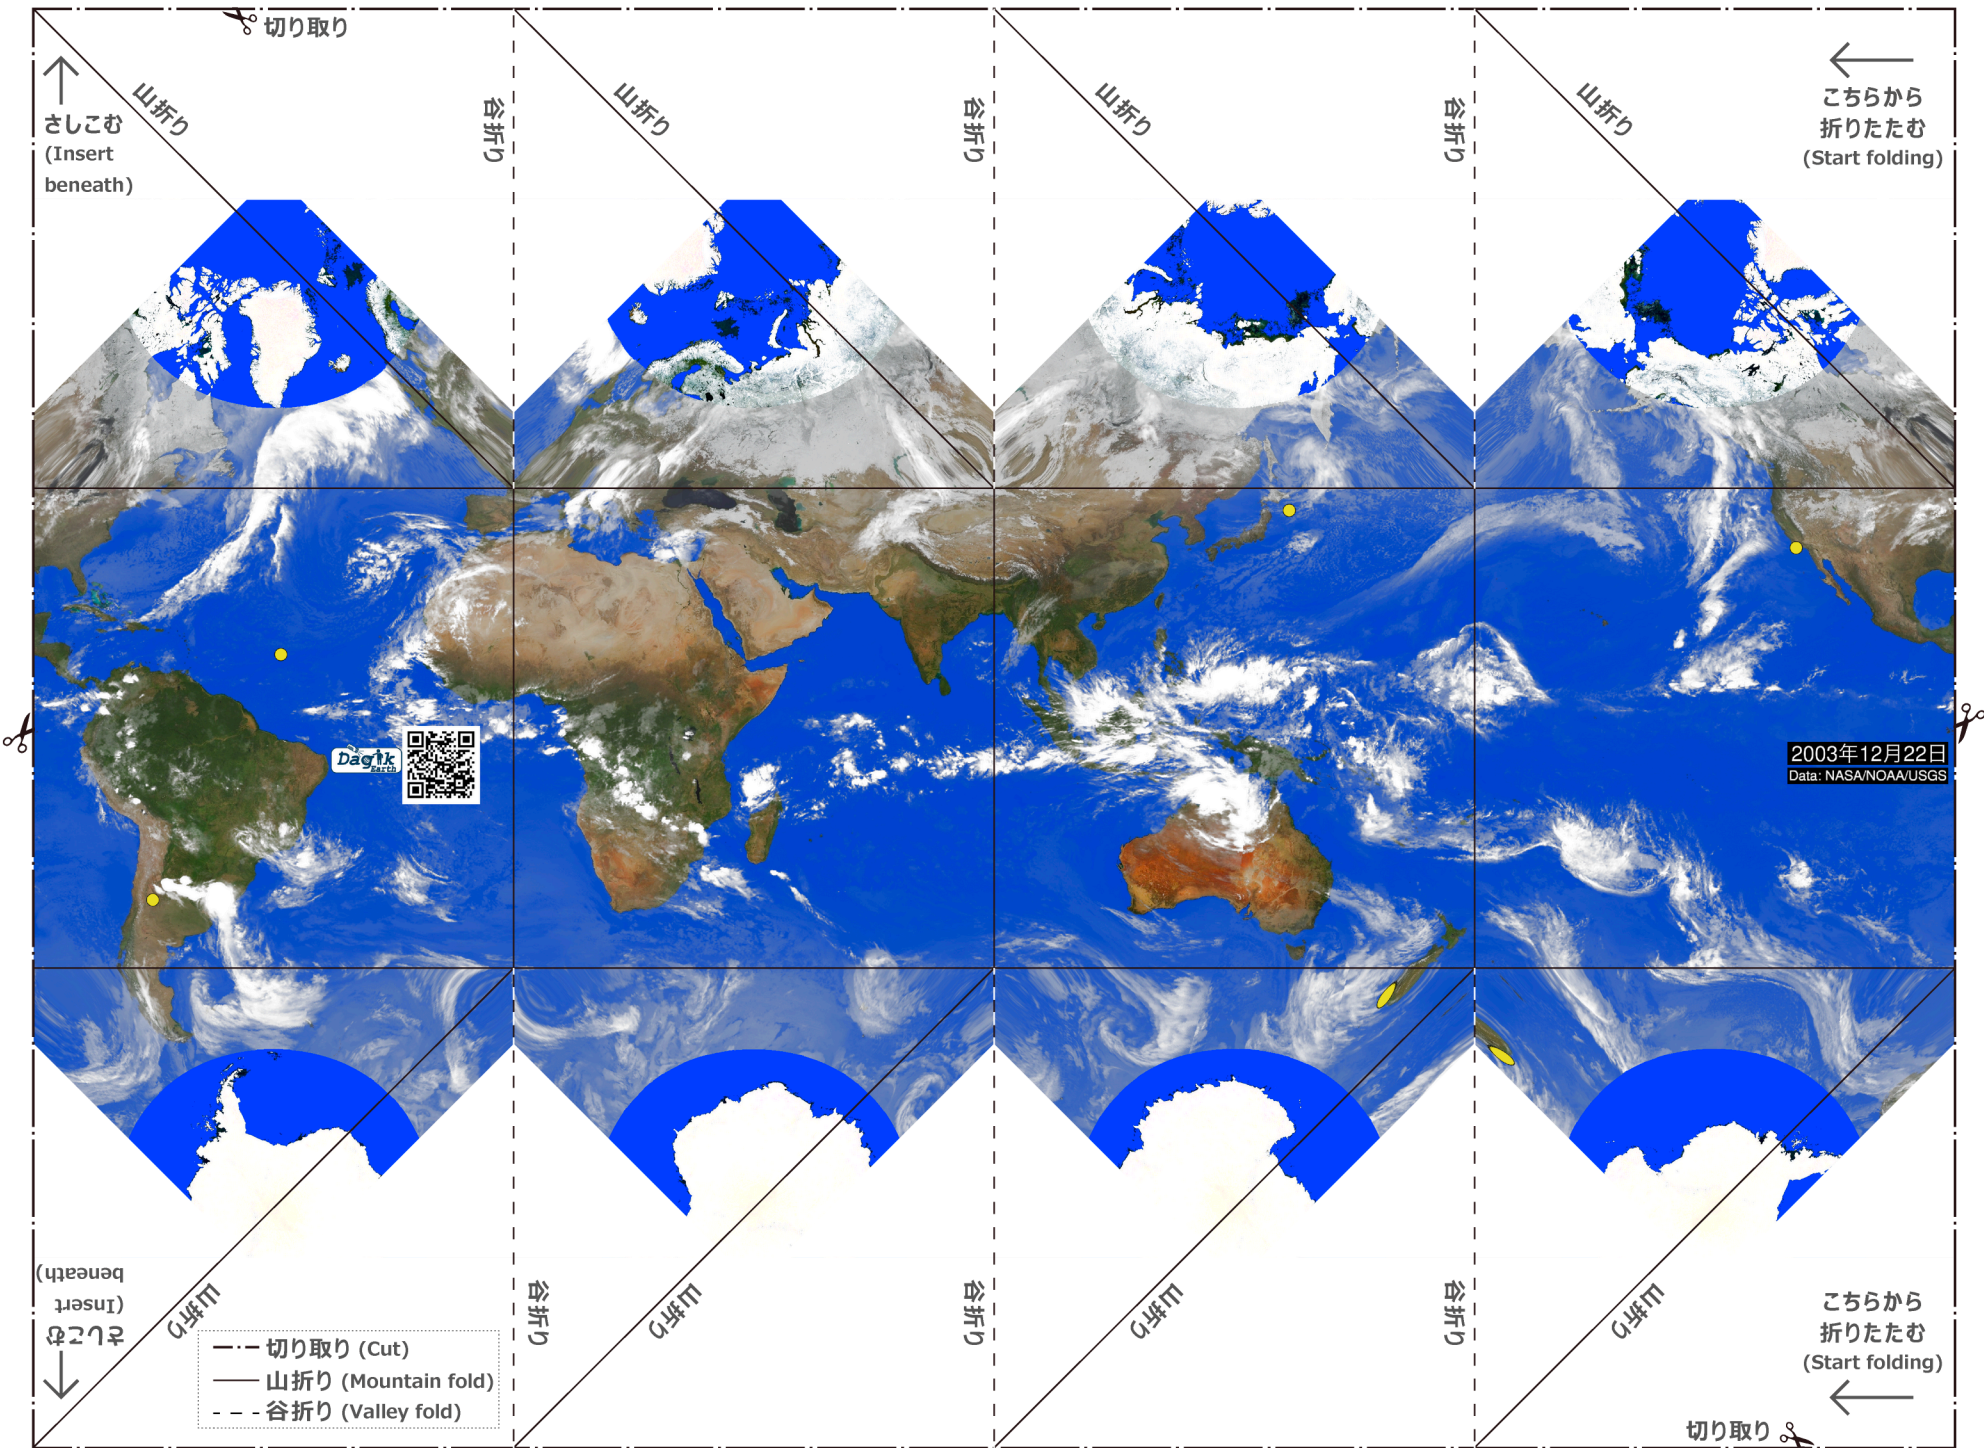 切り取り
さしこむ
(Insert
beneath)
山折り
谷折り
山折り
谷折り
山折り
谷折り
山折り
こちらから
折りたたむ
(Start folding)
Dagik
Earth
2003年12月22日
Data: NASA/NOAA/USGS
さしこむ
(Insert
beneath)
山折り
谷折り
山折り
谷折り
山折り
谷折り
山折り
こちらから
折りたたむ
(Start folding)
切り取り (Cut)
山折り (Mountain fold)
谷折り (Valley fold)
切り取り